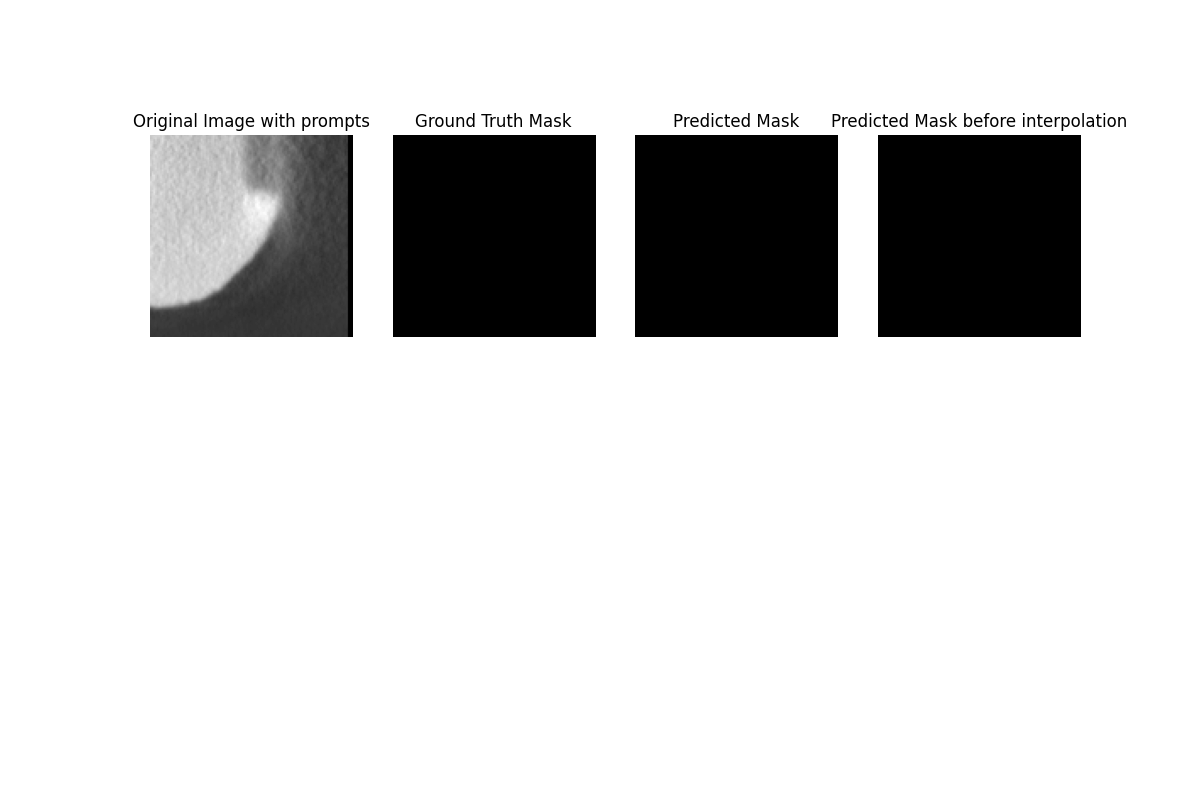 Original Image with prompts
Ground Truth Mask
Predicted Mask
Predicted Mask before interpolation